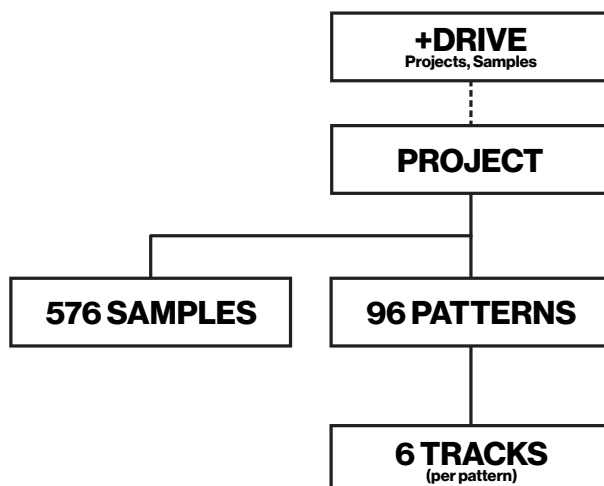 +DRIVE
Projects, Samples
PROJECT
576 SAMPLES
96 PATTERNS
6 TRACKS
(per pattern)